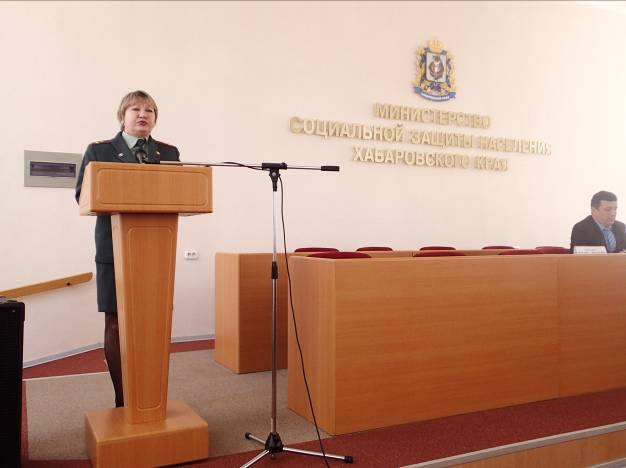 МИНИСТЕРСТВО
СОЦИАЛЬНОЙ ЗАЩИТЫ НАСЕЛЕНИЯ
ХАБАРОВСКОГО КРАЯ